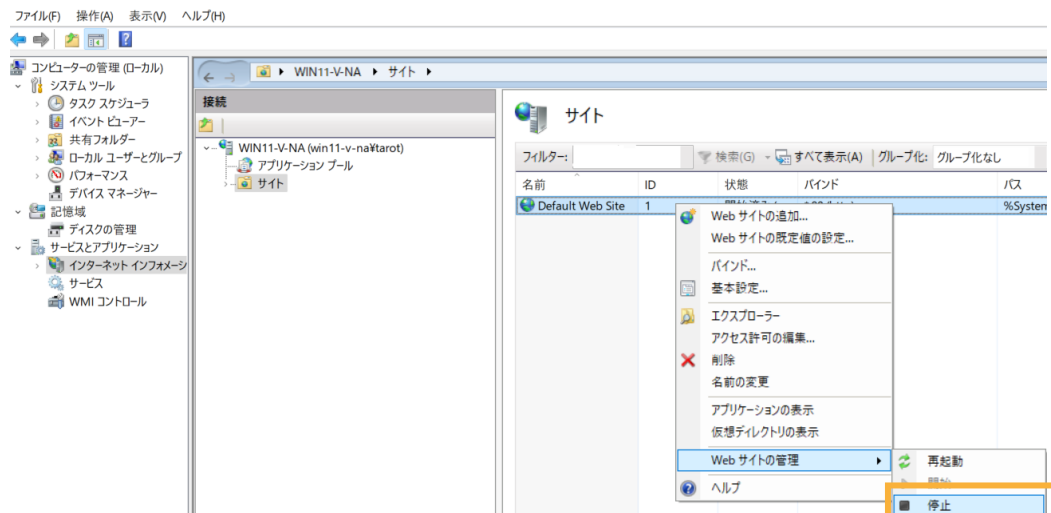 ファイル(F) 操作(A) 表示(V) ヘルプ(H)
コンピューターの管理 (ローカル)
システム ツール
タスク スケジューラ
イベント ビューアー
共有フォルダー
ローカル ユーザーとグループ
パフォーマンス
デバイス マネージャー
記憶域
ディスクの管理
サービスとアプリケーション
インターネット インフォメーシ
サービス
WMI コントロール
WIN11-V-NA サイト
接続
WIN11-V-NA (win11-v-na¥tarot)
アプリケーション プール
サイト
サイト
フィルター: 検索(G) すべて表示(A) グループ化: グループ化なし
名前 ID 状態 バインド パス
Default Web Site 1 %System
Web サイトの追加...
Web サイトの既定値の設定...
バインド...
基本設定...
エクスプローラー
アクセス許可の編集...
削除
名前の変更
アプリケーションの表示
仮想ディレクトリの表示
Web サイトの管理
ヘルプ
再起動
停止